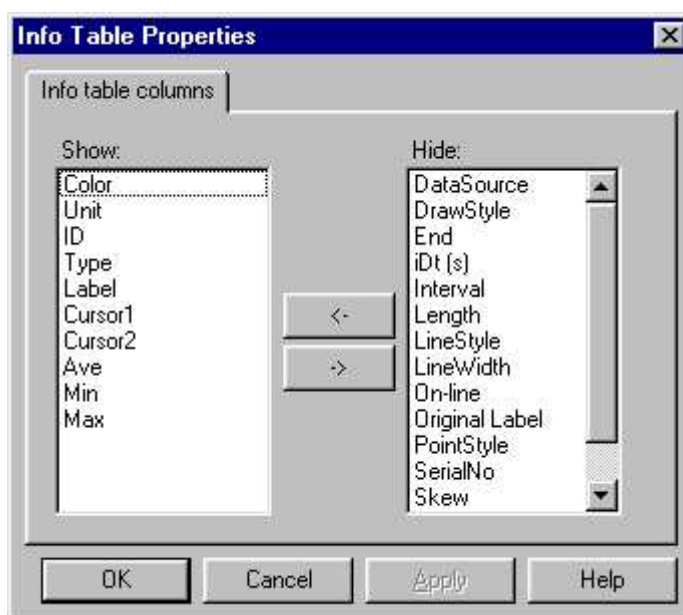 Info Table Properties
Info table columns
Show:
Color
Unit
ID
Type
Label
Cursor1
Cursor2
Ave
Min
Max
<-
->
Hide:
DataSource
DrawStyle
End
iDt (s)
Interval
Length
LineStyle
LineWidth
On-line
Original Label
PointStyle
SerialNo
Skew
OK
Cancel
Apply
Help